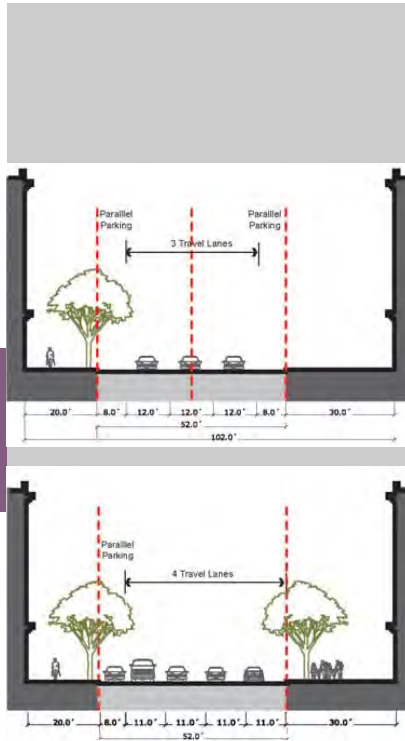 Parallel
Parking
Parallel
Parking
3 Travel Lanes
20.0' 8.0' 12.0' 12.0' 12.0' 8.0' 30.0'
52.0'
102.0'
Parallel
Parking
4 Travel Lanes
20.0' 8.0' 11.0' 11.0' 11.0' 11.0' 30.0'
52.0'